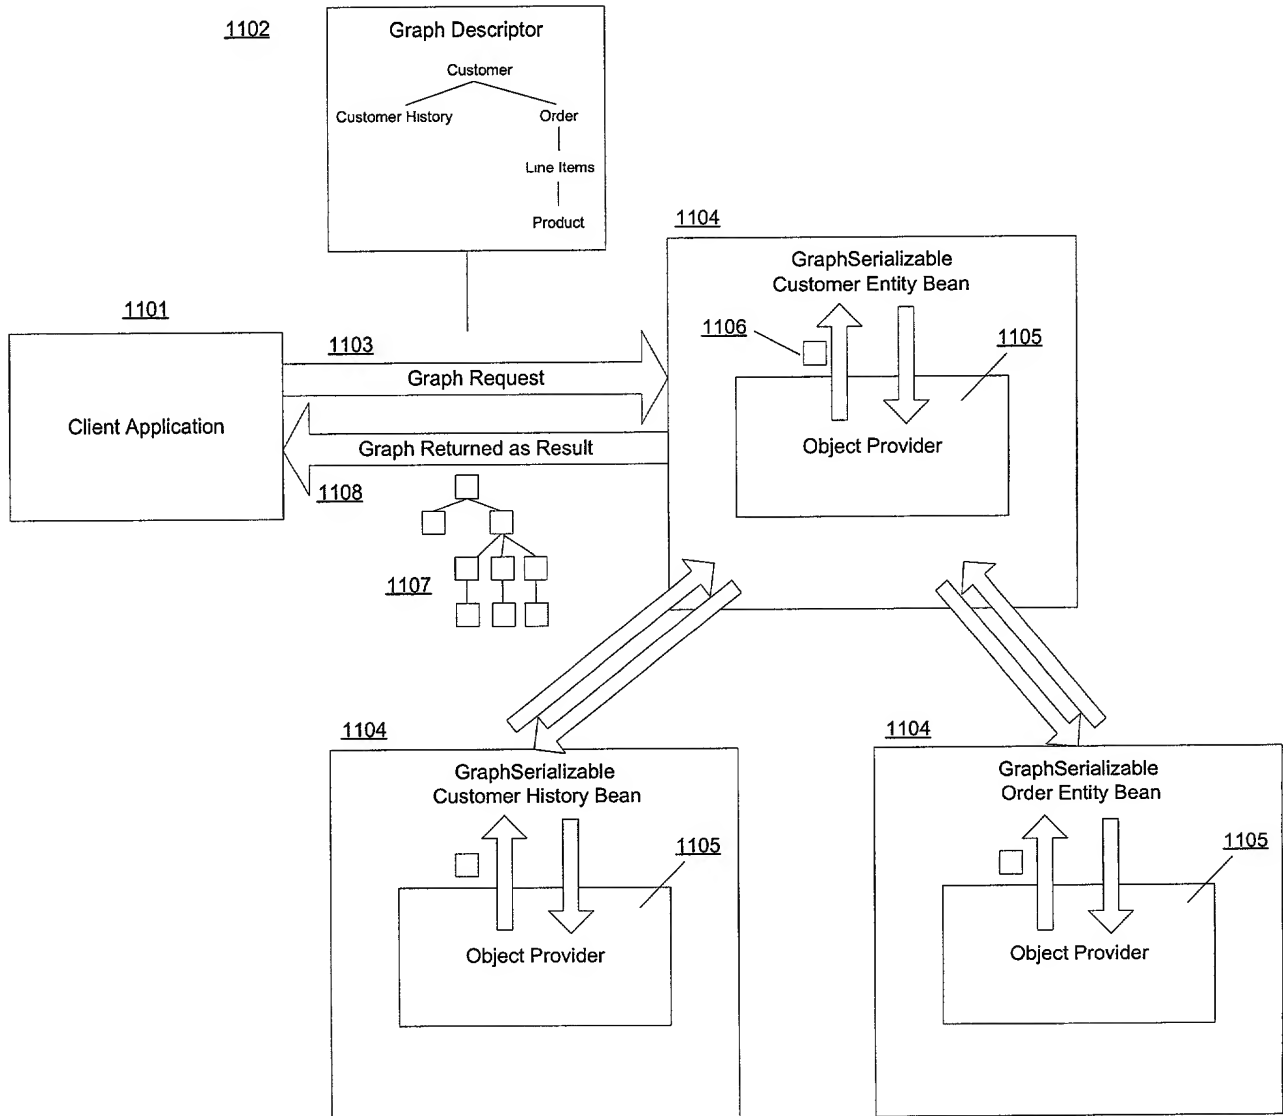 1102
Graph Descriptor
Customer
Customer History
Order
Line Items
Product
1104
GraphSerializable
Customer Entity Bean
1101
1103
1106
1105
Graph Request
Client Application
Object Provider
Graph Returned as Result
1108
1107
1104
GraphSerializable
Customer History Bean
1105
Object Provider
1104
GraphSerializable
Order Entity Bean
1105
Object Provider